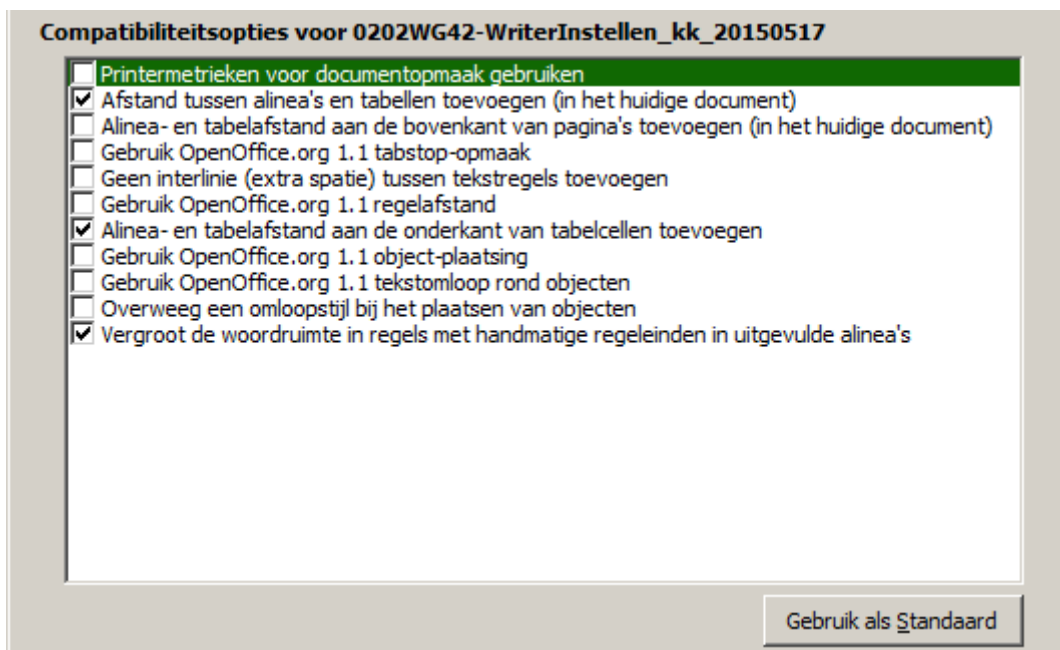 Compatibiliteitsopties voor 0202WG42-WriterInstellen_kk_20150517
Printermetrieken voor documentopmaak gebruiken
Afstand tussen alinea's en tabellen toevoegen (in het huidige document)
Alinea- en tabelafstand aan de bovenkant van pagina's toevoegen (in het huidige document)
Gebruik OpenOffice.org 1.1 tabstop-opmaak
Geen interlinie (extra spatie) tussen tekstregels toevoegen
Gebruik OpenOffice.org 1.1 regelafstand
Alinea- en tabelafstand aan de onderkant van tabelcellen toevoegen
Gebruik OpenOffice.org 1.1 object-plaatsing
Gebruik OpenOffice.org 1.1 tekstomloop rond objecten
Overweeg een omloopstijl bij het plaatsen van objecten
Vergroot de woordruimte in regels met handmatige regeleinden in uitgevulde alinea's
Gebruik als Standaard